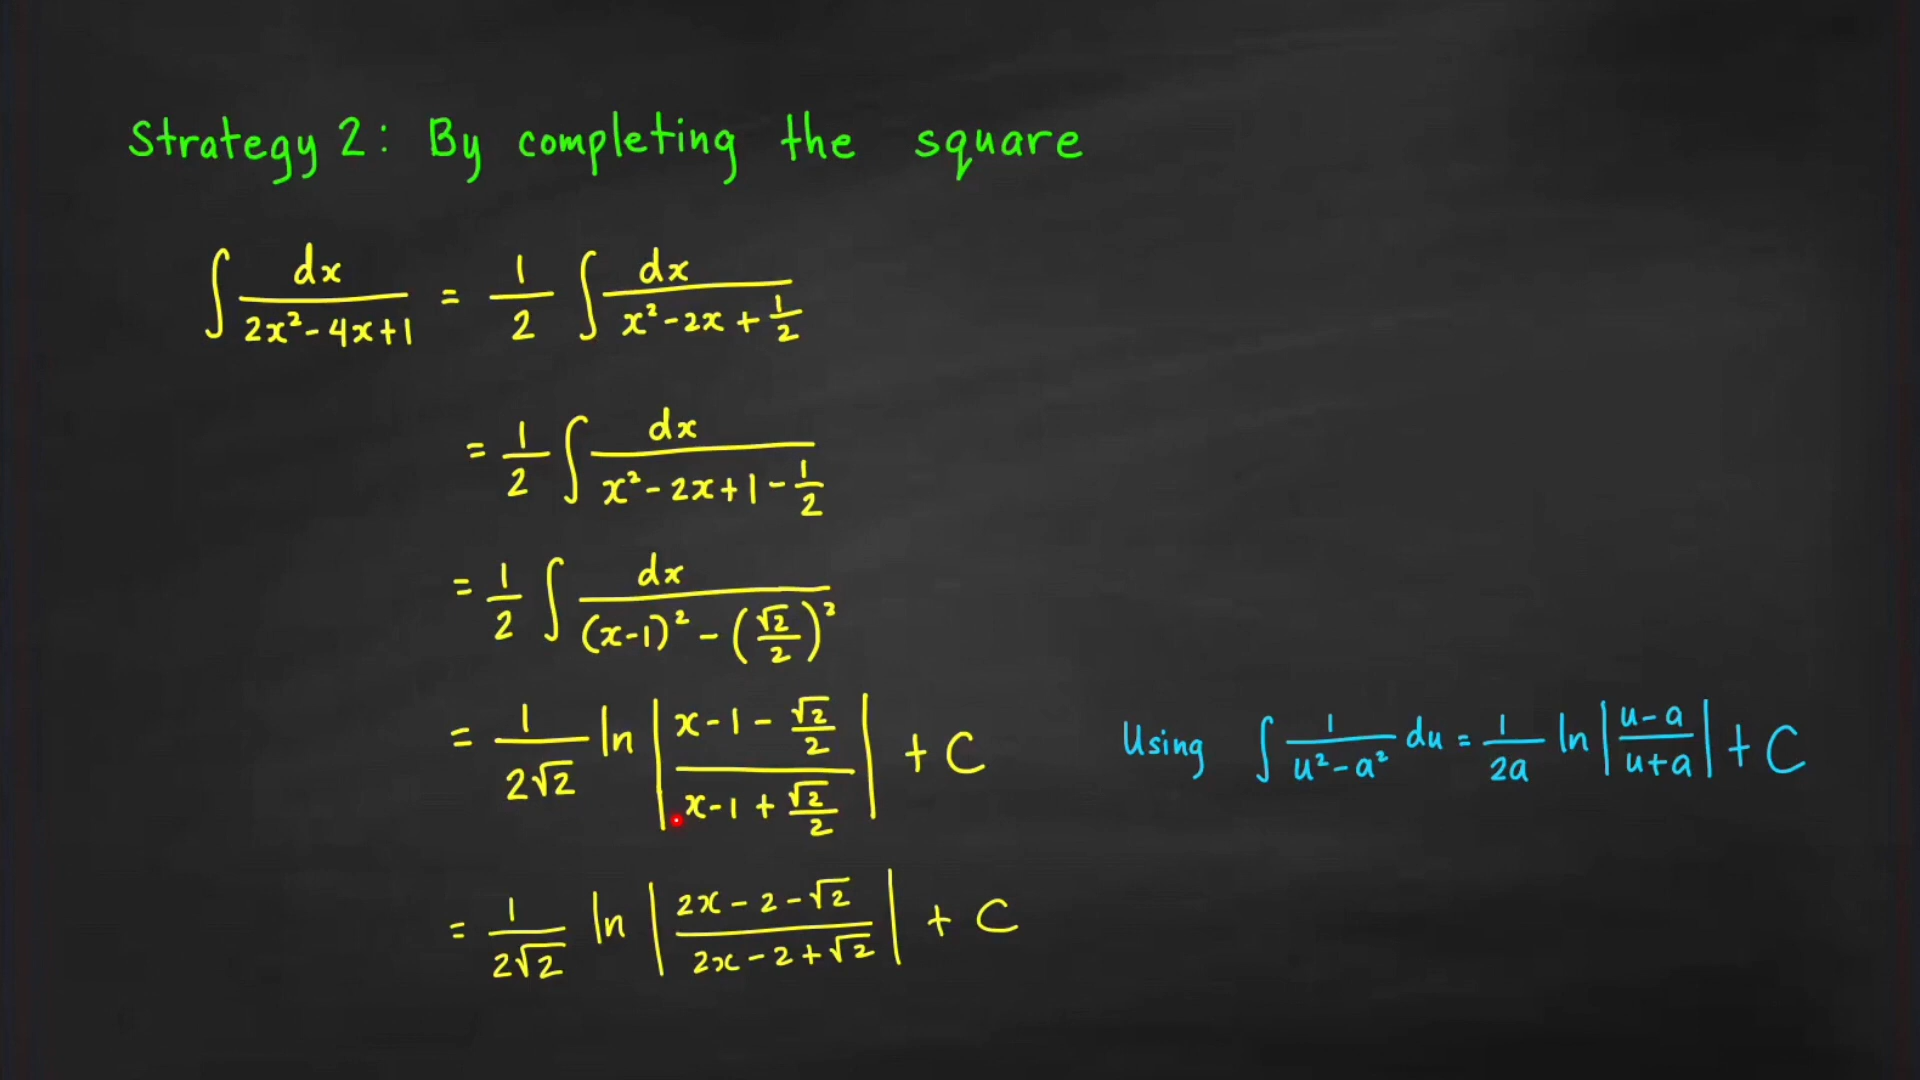 Strategy 2: By completing the square
∫ dx / (2x² - 4x + 1) = 1/2 ∫ dx / (x² - 2x + 1/2)
= 1/2 ∫ dx / (x² - 2x + 1 - 1/2)
= 1/2 ∫ dx / ((x-1)² - (√2/2)²)
= 1/(2√2) ln | (x - 1 - √2/2) / (x - 1 + √2/2) | + C
Using ∫ 1/(u² - a²) du = 1/(2a) ln | (u-a)/(u+a) | + C
= 1/(2√2) ln | (2x - 2 - √2) / (2x - 2 + √2) | + C